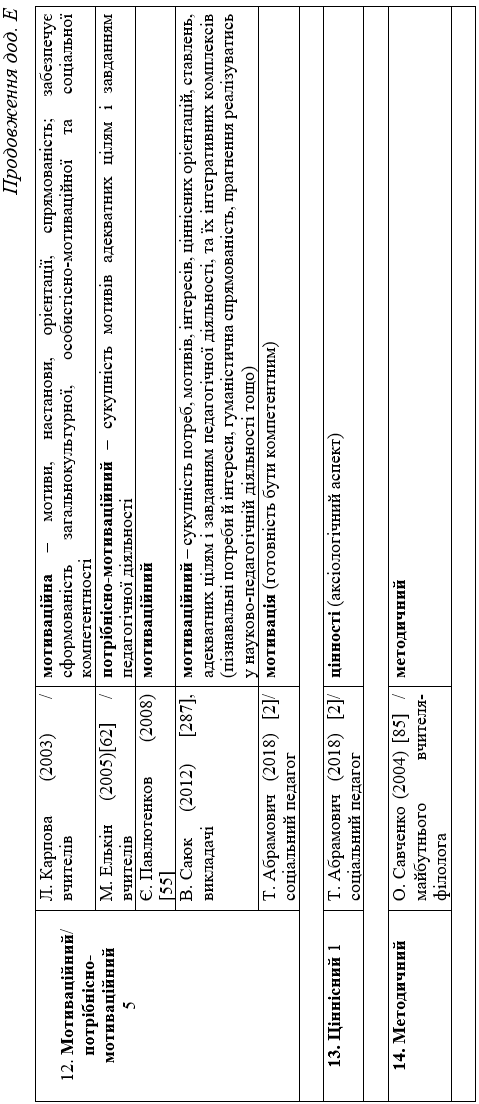 Продовження дод. Е
12. Мотиваційний/
потрібнісно-
мотиваційний
5
Л. Карпова (2003) /
вчителів
мотиваційна – мотиви, настанови, орієнтації, спрямованість; забезпечує
сформованість загальнокультурної, особистісно-мотиваційної та соціальної
компетентності
М. Елькін (2005)[62] /
вчителів
потрібнісно-мотиваційний – сукупність мотивів адекватних цілям і завданням
педагогічної діяльності
Є. Павлютенков (2008)
[55]
мотиваційний
В. Саюк (2012) [287],
викладачі
мотиваційний – сукупність потреб, мотивів, інтересів, ціннісних орієнтацій, ставлень,
адекватних цілям і завданням педагогічної діяльності, та їх інтегративних комплексів
(пізнавальні потреби й інтереси, гуманістична спрямованість, прагнення реалізуватись
у науково-педагогічній діяльності тощо)
Т. Абрамович (2018) [2]/
соціальний педагог
мотивація (готовність бути компетентним)
13. Ціннісний 1
Т. Абрамович (2018) [2]/
соціальний педагог
цінності (аксіологічний аспект)
14. Методичний
О. Савченко (2004) [85] /
майбутнього вчителя-
філолога
методичний